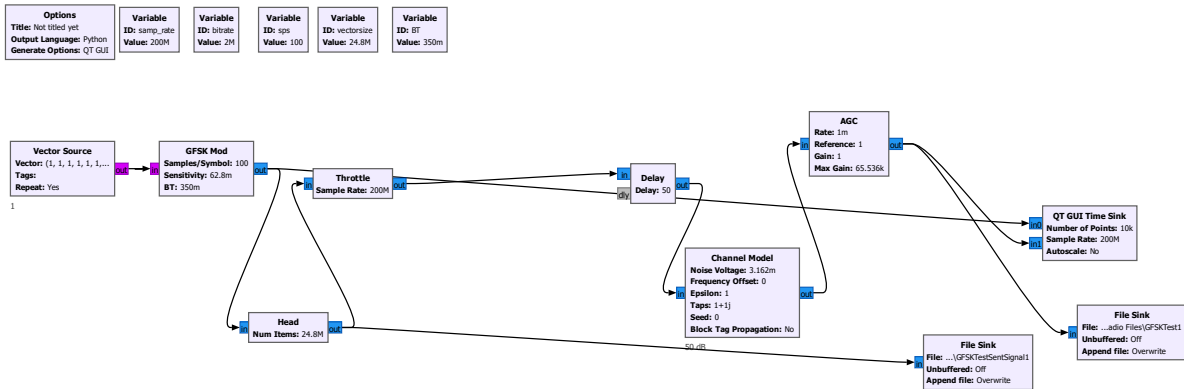 Options
Title: Not titled yet
Output Language: Python
Generate Options: QT GUI
Variable
ID: samp_rate
Value: 200M
Variable
ID: bitrate
Value: 2M
Variable
ID: sps
Value: 100
Variable
ID: vectorsize
Value: 24.8M
Variable
ID: BT
Value: 350m
Vector Source
Vector: (1, 1, 1, 1, 1, 1,...
Tags:
Repeat: Yes
out
1
in
GFSK Mod
Samples/Symbol: 100
Sensitivity: 62.8m
BT: 350m
out
in
Throttle
Sample Rate: 200M
out
in
dly
Delay
Delay: 50
out
in
AGC
Rate: 1m
Reference: 1
Gain: 1
Max Gain: 65.536k
out
in0
in1
QT GUI Time Sink
Number of Points: 10k
Sample Rate: 200M
Autoscale: No
in
Channel Model
Noise Voltage: 3.162m
Frequency Offset: 0
Epsilon: 1
Taps: 1+1j
Seed: 0
Block Tag Propagation: No
out
50 dB
in
Head
Num Items: 24.8M
out
in
File Sink
File: ...\GFSKTestSentSignal1
Unbuffered: Off
Append file: Overwrite
in
File Sink
File: ...adio Files\GFSKTest1
Unbuffered: Off
Append file: Overwrite